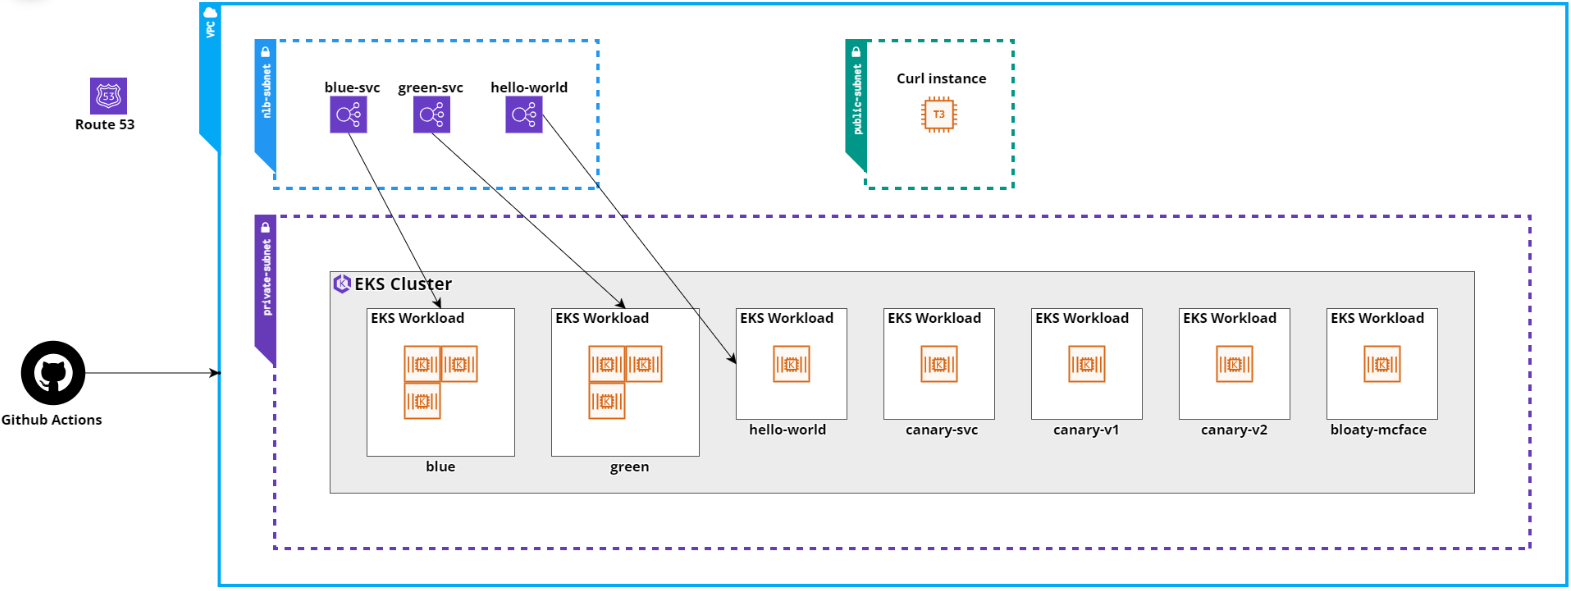 VPC
nlb-subnet
blue-svc
green-svc
hello-world
public-subnet
Curl instance
T3
53
Route 53
private-subnet
EKS Cluster
EKS Workload
EKS Workload
EKS Workload
EKS Workload
EKS Workload
EKS Workload
EKS Workload
K
K
K
K
K
K
K
K
K
K
K
K
Github Actions
hello-world
canary-svc
canary-v1
canary-v2
bloaty-mcface
blue
green